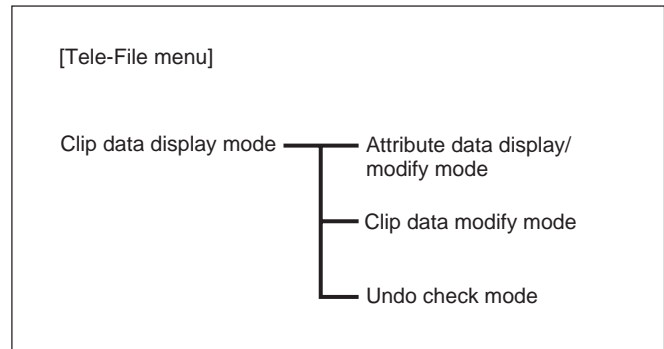 [Tele-File menu]
Clip data display mode
Attribute data display/
modify mode
Clip data modify mode
Undo check mode